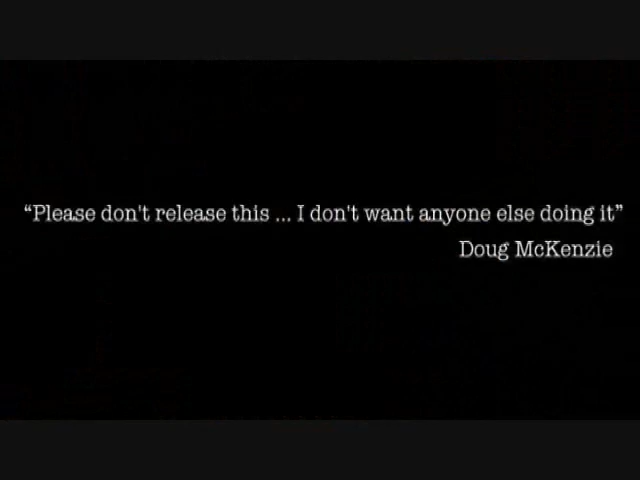 “Please don't release this ... I don't want anyone else doing it”
Doug McKenzie